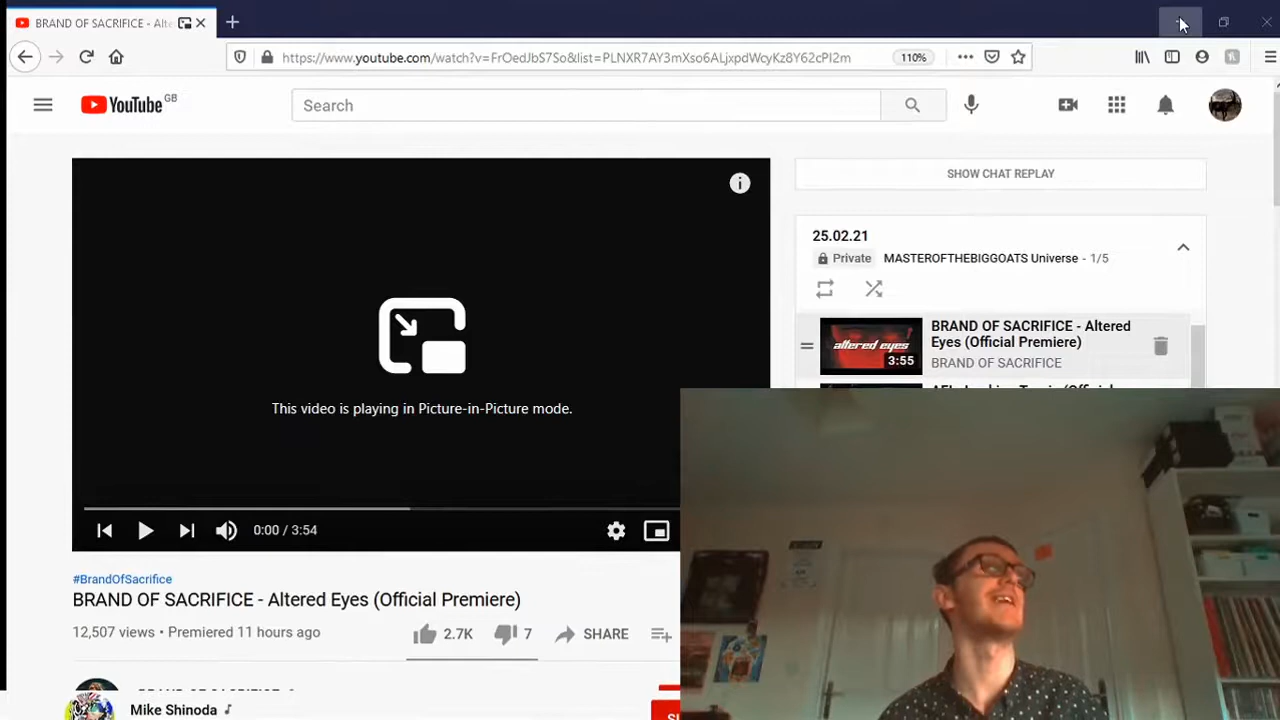 BRAND OF SACRIFICE - Alte
https://www.youtube.com/watch?v=FrOedJbS7So&list=PLNXR7AY3mXso6ALjxpdWcyKz8Y62cPI2m
110%
YouTube GB
Search
SHOW CHAT REPLAY
25.02.21
Private MASTEROFTHEBIGGOATS Universe - 1/5
BRAND OF SACRIFICE - Altered
Eyes (Official Premiere)
BRAND OF SACRIFICE
altered eyes
3:55
This video is playing in Picture-in-Picture mode.
0:00 / 3:54
#BrandOfSacrifice
BRAND OF SACRIFICE - Altered Eyes (Official Premiere)
12,507 views • Premiered 11 hours ago
2.7K
7
SHARE
Mike Shinoda